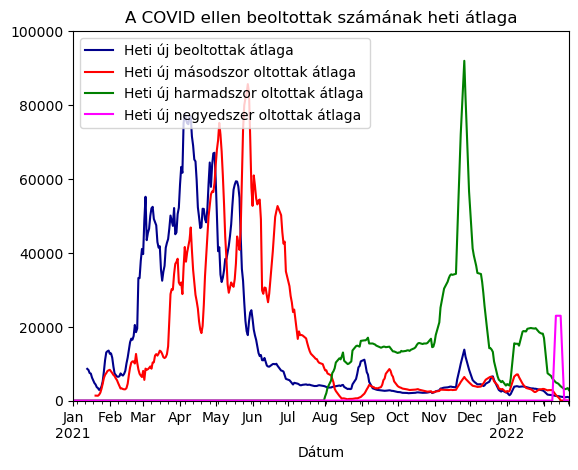 A COVID ellen beoltottak számának heti átlaga
100000
80000
60000
40000
20000
0
Heti új beoltottak átlaga
Heti új másodszor oltottak átlaga
Heti új harmadszor oltottak átlaga
Heti új negyedszer oltottak átlaga
Jan Feb Mar Apr May Jun Jul Aug Sep Oct Nov Dec Jan Feb
2021 2022
Dátum